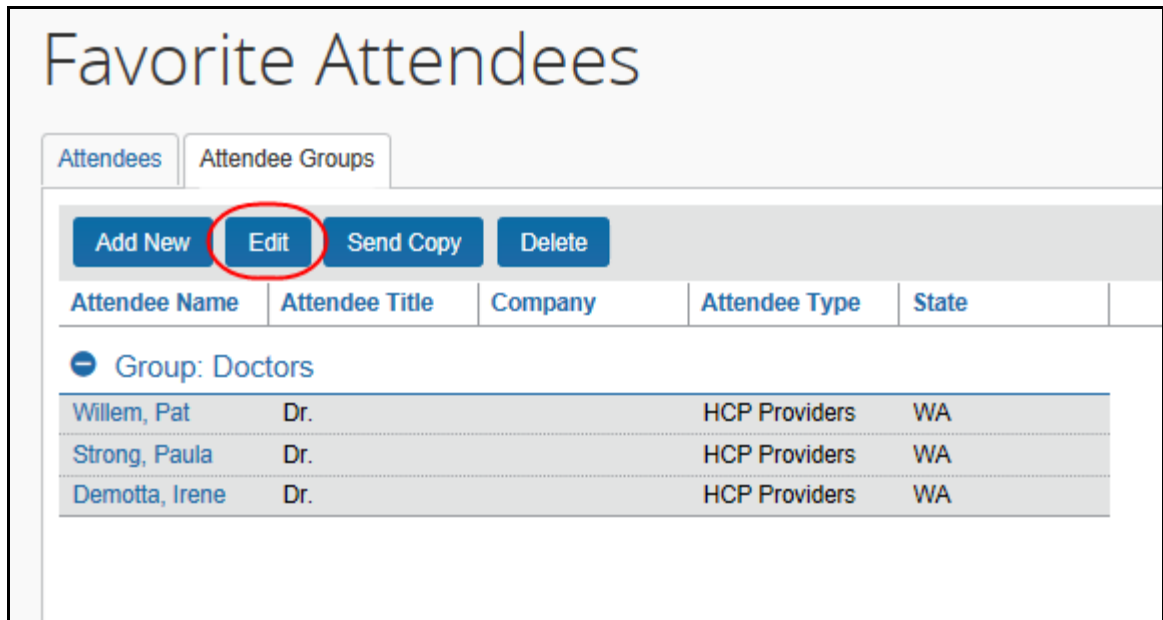 Favorite Attendees
Attendees Attendee Groups
Add New Edit Send Copy Delete
Attendee Name Attendee Title Company Attendee Type State
Group: Doctors
Willem, Pat Dr. HCP Providers WA
Strong, Paula Dr. HCP Providers WA
Demotta, Irene Dr. HCP Providers WA